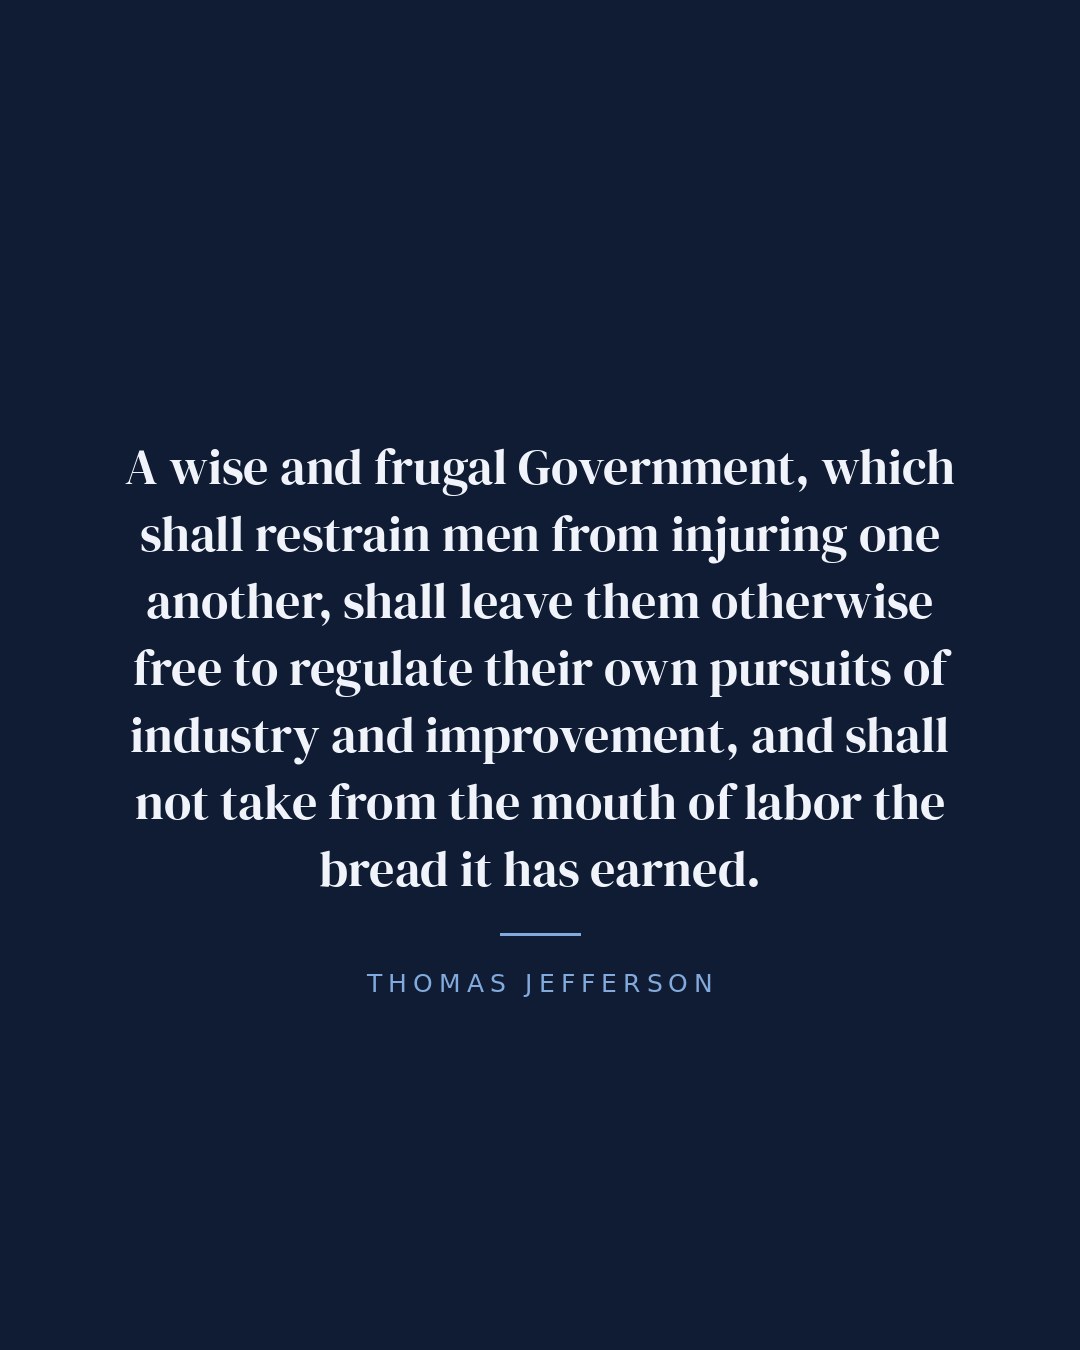 A wise and frugal Government, which
shall restrain men from injuring one
another, shall leave them otherwise
free to regulate their own pursuits of
industry and improvement, and shall
not take from the mouth of labor the
bread it has earned.
THOMAS JEFFERSON